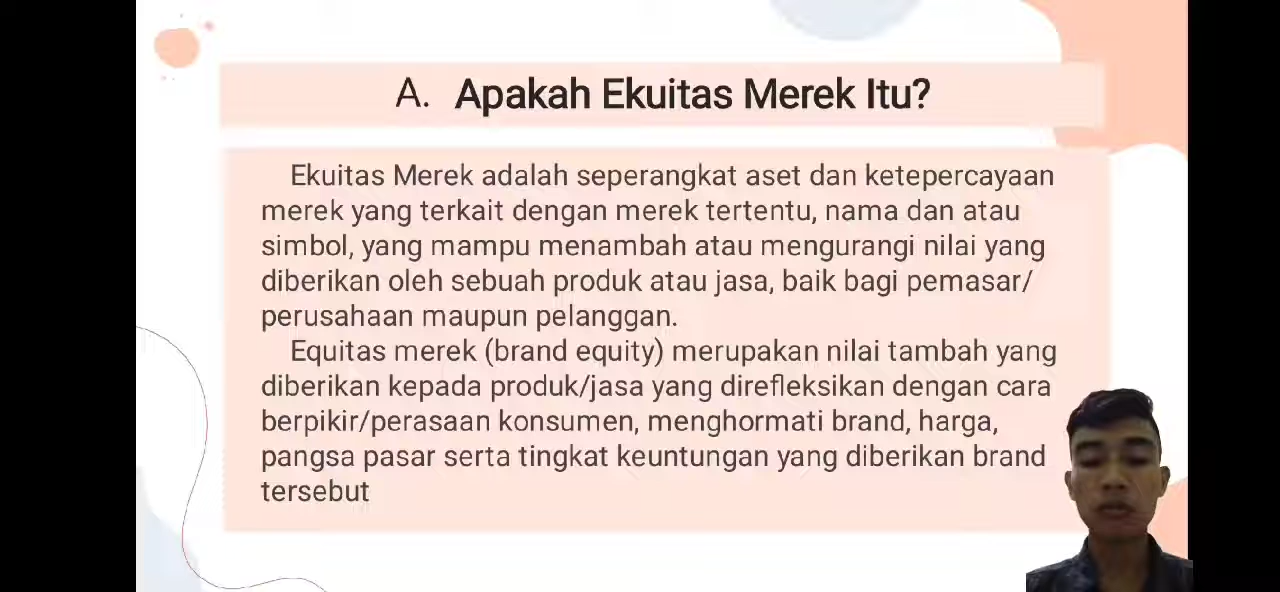 A. Apakah Ekuitas Merek Itu?
Ekuitas Merek adalah seperangkat aset dan ketepercayaan
merek yang terkait dengan merek tertentu, nama dan atau
simbol, yang mampu menambah atau mengurangi nilai yang
diberikan oleh sebuah produk atau jasa, baik bagi pemasar/
perusahaan maupun pelanggan.
Equitas merek (brand equity) merupakan nilai tambah yang
diberikan kepada produk/jasa yang direfleksikan dengan cara
berpikir/perasaan konsumen, menghormati brand, harga,
pangsa pasar serta tingkat keuntungan yang diberikan brand
tersebut